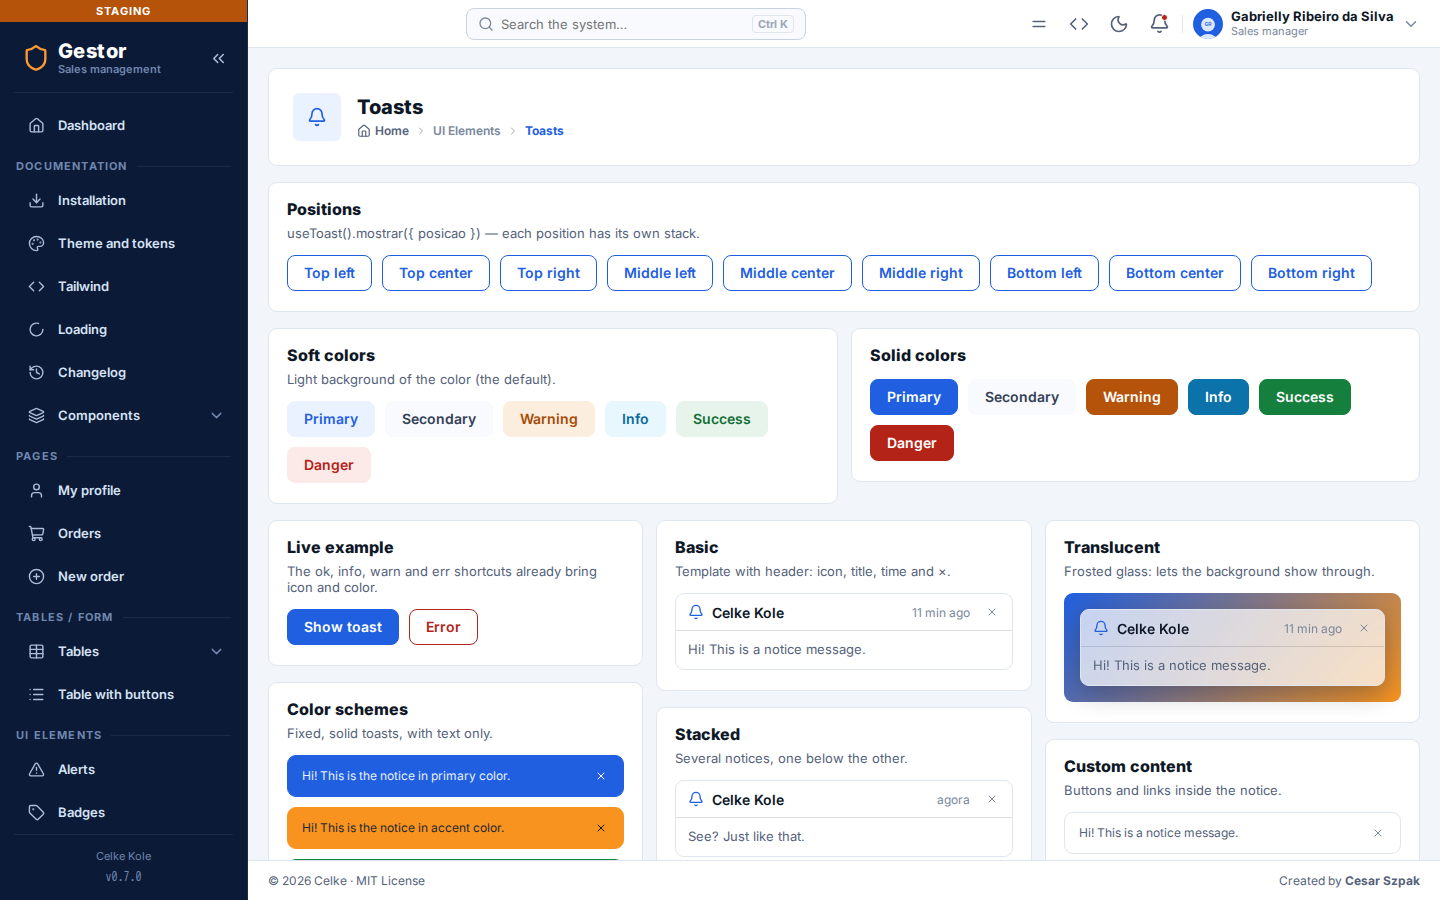 STAGING
Gestor
Sales management
Dashboard
DOCUMENTATION
Installation
Theme and tokens
Tailwind
Loading
Changelog
Components
PAGES
My profile
Orders
New order
TABLES / FORM
Tables
Table with buttons
UI ELEMENTS
Alerts
Badges
Celke Kole
v0.7.0
Search the system...
Ctrl K
GR
Gabrielly Ribeiro da Silva
Sales manager
Toasts
Home
UI Elements
Toasts
Positions
useToast().mostrar({ posicao }) — each position has its own stack.
Top left
Top center
Top right
Middle left
Middle center
Middle right
Bottom left
Bottom center
Bottom right
Soft colors
Light background of the color (the default).
Primary
Secondary
Warning
Info
Success
Danger
Solid colors
Primary
Secondary
Warning
Info
Success
Danger
Live example
The ok, info, warn and err shortcuts already bring
icon and color.
Show toast
Error
Color schemes
Fixed, solid toasts, with text only.
Hi! This is the notice in primary color.
Hi! This is the notice in accent color.
Basic
Template with header: icon, title, time and ×.
Celke Kole
11 min ago
Hi! This is a notice message.
Stacked
Several notices, one below the other.
Celke Kole
agora
See? Just like that.
Translucent
Frosted glass: lets the background show through.
Celke Kole
11 min ago
Hi! This is a notice message.
Custom content
Buttons and links inside the notice.
Hi! This is a notice message.
© 2026 Celke · MIT License
Created by Cesar Szpak